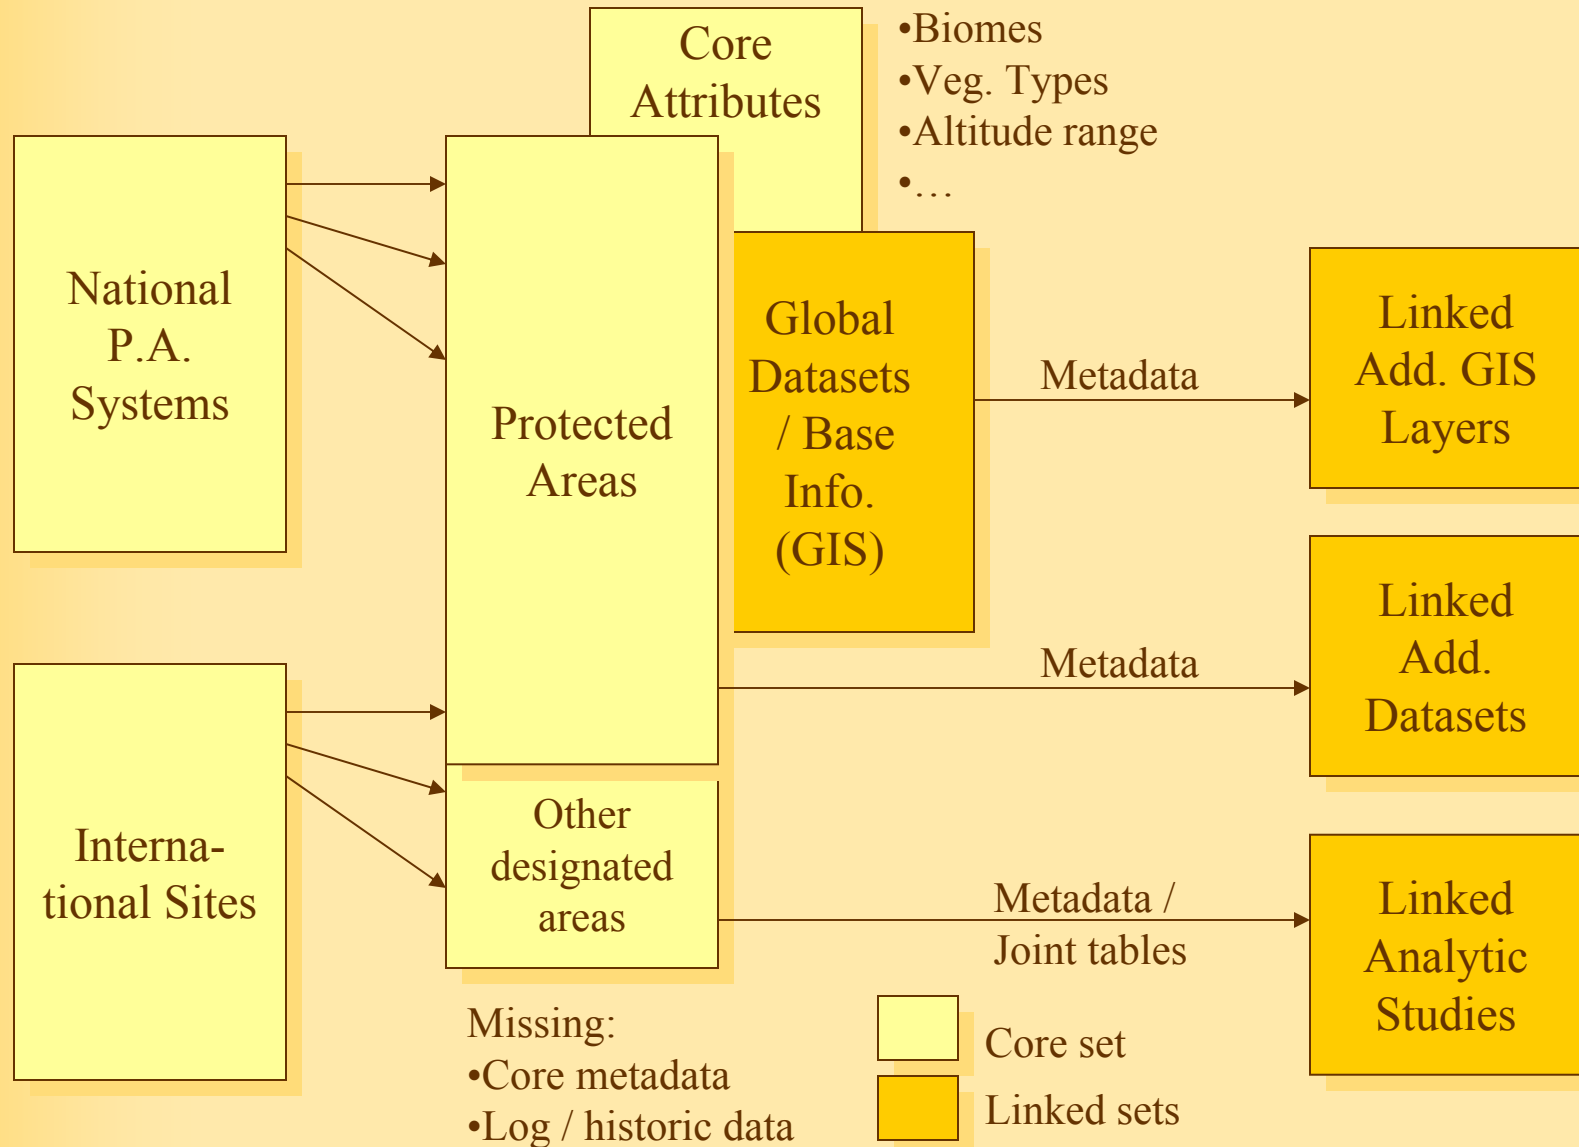 Core
Attributes
•Biomes
•Veg. Types
•Altitude range
•…
National
P.A.
Systems
Protected
Areas
Global
Datasets
/ Base
Info.
(GIS)
Metadata
Linked
Add. GIS
Layers
Metadata
Linked
Add.
Datasets
Interna-
tional Sites
Other
designated
areas
Metadata /
Joint tables
Linked
Analytic
Studies
Missing:
•Core metadata
•Log / historic data
Core set
Linked sets